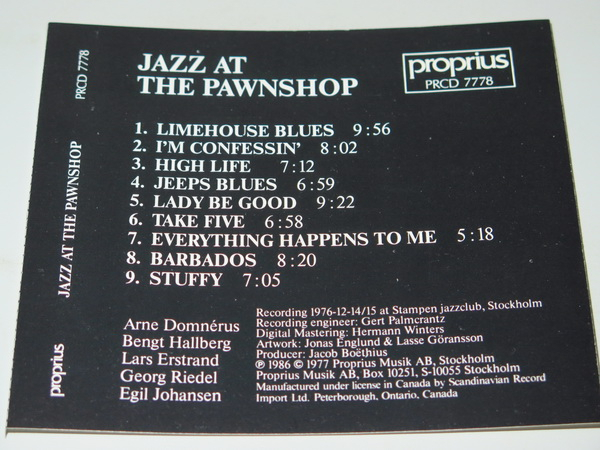 JAZZ AT
THE PAWNSHOP
proprius
PRCD 7778
1. LIMEHOUSE BLUES 9:56
2. I'M CONFESSIN' 8:02
3. HIGH LIFE 7:12
4. JEEPS BLUES 6:59
5. LADY BE GOOD 9:22
6. TAKE FIVE 6:58
7. EVERYTHING HAPPENS TO ME 5:18
8. BARBADOS 8:20
9. STUFFY 7:05
Arne Domnérus
Bengt Hallberg
Lars Erstrand
Georg Riedel
Egil Johansen
Recording 1976-12-14/15 at Stampen jazzclub, Stockholm
Recording engineer: Gert Palmcrantz
Digital Mastering: Hermann Winters
Artwork: Jonas Englund & Lasse Göransson
Producer: Jacob Boëthius
℗ 1986 © 1977 Proprius Musik AB, Stockholm
Proprius Musik AB, Box 10251, S-10055 Stockholm
Manufactured under license in Canada by Scandinavian Record
Import Ltd. Peterborough, Ontario, Canada
PRCD 7778
JAZZ AT THE PAWNSHOP
proprius